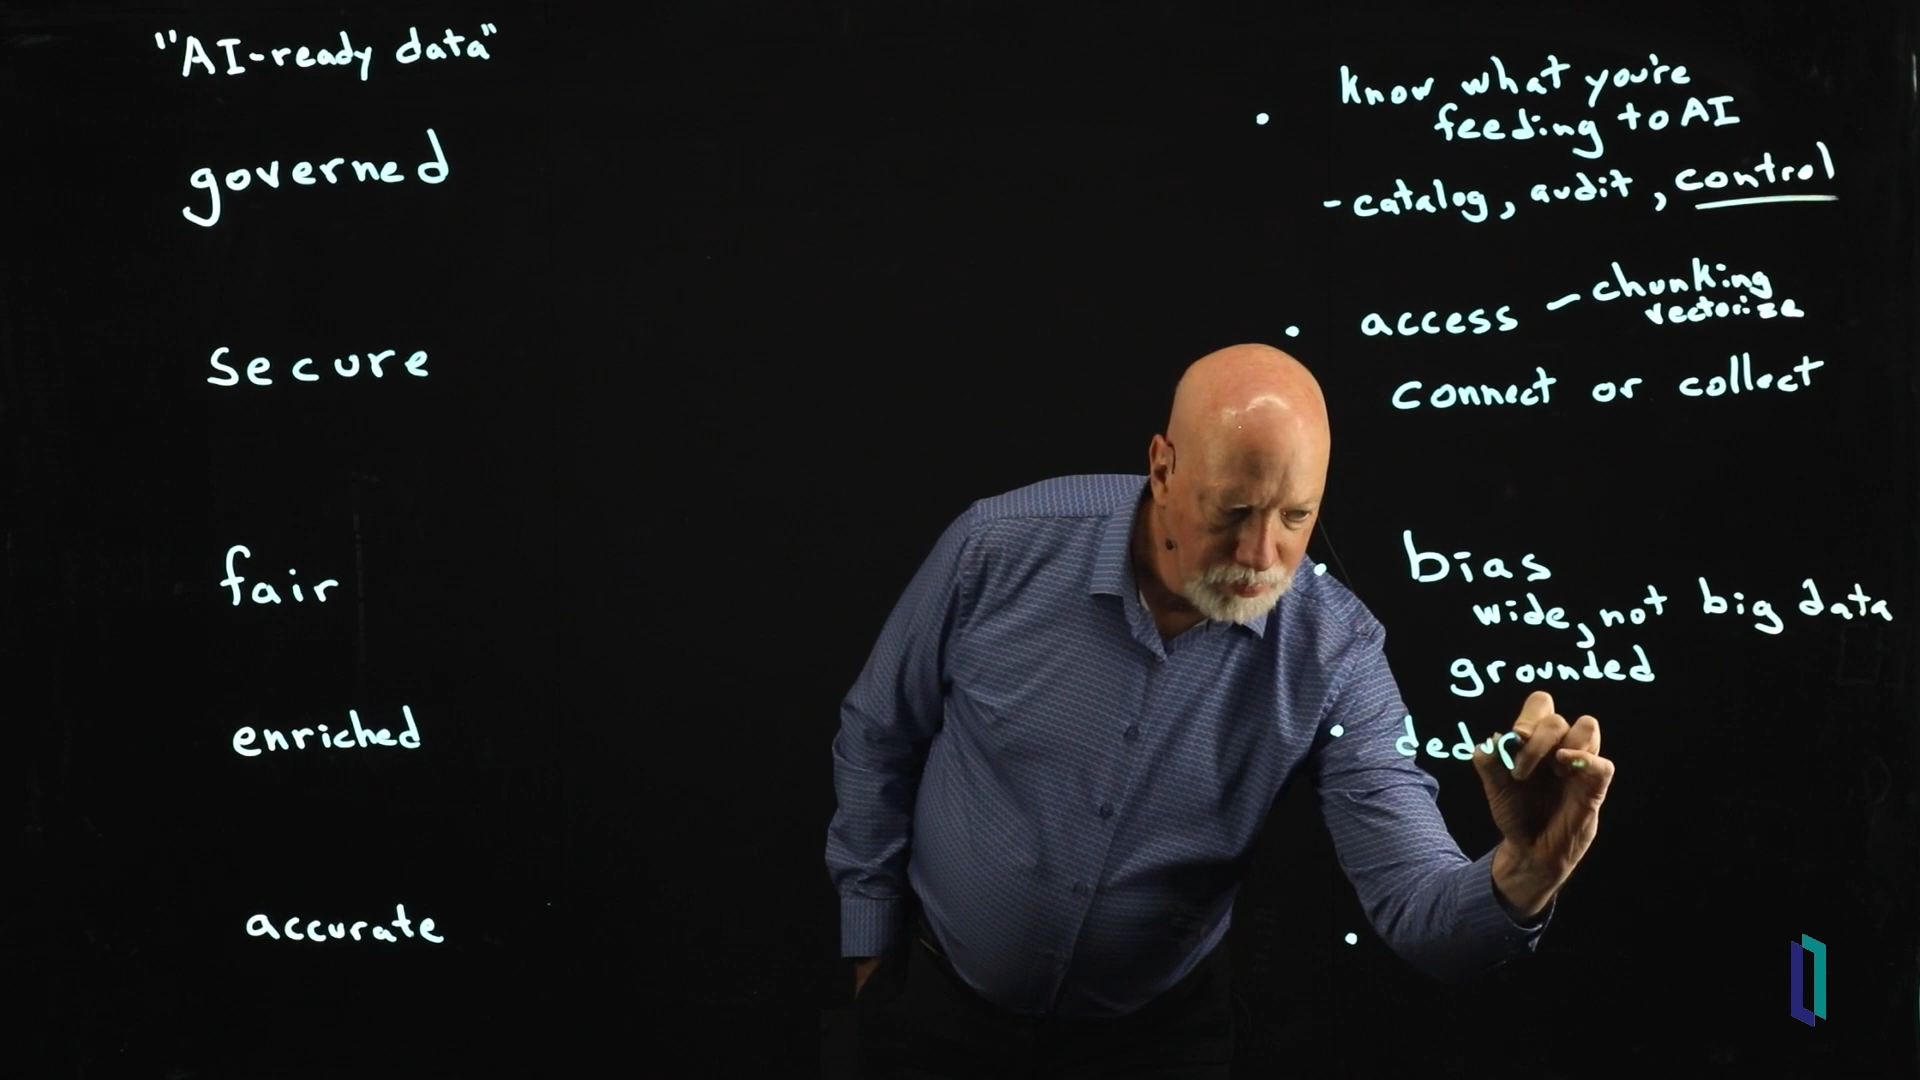 "AI-ready data"
governed
secure
fair
enriched
accurate
• know what you're
feeding to AI
- catalog, audit, control
• access - chunking
vectorize
connect or collect
• bias
wide, not big data
grounded
• dedup
•